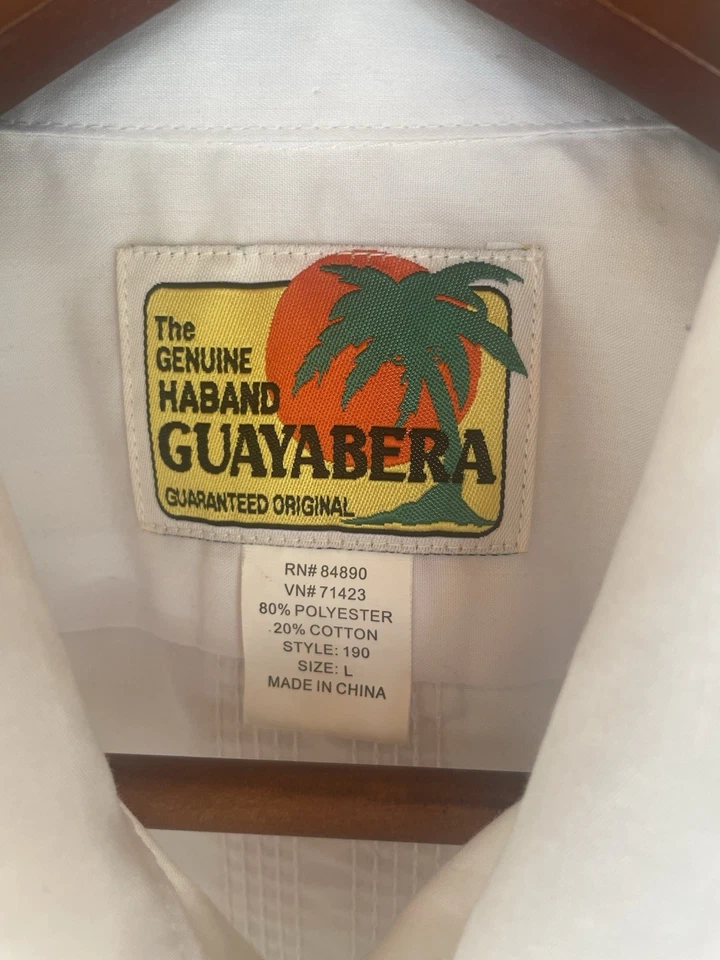 The
GENUINE
HABAND
GUAYABERA
GUARANTEED ORIGINAL
RN# 84890
VN# 71423
80% POLYESTER
20% COTTON
STYLE: 190
SIZE: L
MADE IN CHINA